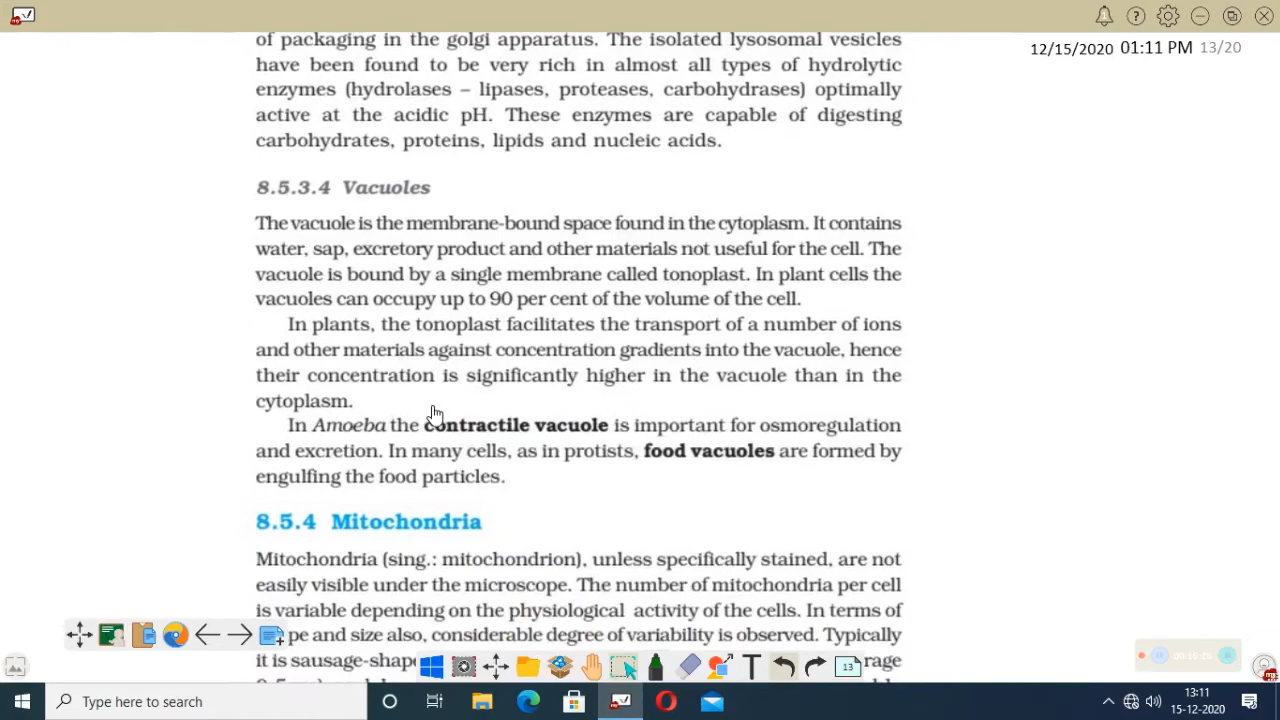 12/15/2020 01:11 PM 13/20
of packaging in the golgi apparatus. The isolated lysosomal vesicles
have been found to be very rich in almost all types of hydrolytic
enzymes (hydrolases – lipases, proteases, carbohydrases) optimally
active at the acidic pH. These enzymes are capable of digesting
carbohydrates, proteins, lipids and nucleic acids.
8.5.3.4 Vacuoles
The vacuole is the membrane-bound space found in the cytoplasm. It contains
water, sap, excretory product and other materials not useful for the cell. The
vacuole is bound by a single membrane called tonoplast. In plant cells the
vacuoles can occupy up to 90 per cent of the volume of the cell.
In plants, the tonoplast facilitates the transport of a number of ions
and other materials against concentration gradients into the vacuole, hence
their concentration is significantly higher in the vacuole than in the
cytoplasm.
In Amoeba the contractile vacuole is important for osmoregulation
and excretion. In many cells, as in protists, food vacuoles are formed by
engulfing the food particles.
8.5.4 Mitochondria
Mitochondria (sing.: mitochondrion), unless specifically stained, are not
easily visible under the microscope. The number of mitochondria per cell
is variable depending on the physiological activity of the cells. In terms of
pe and size also, considerable degree of variability is observed. Typically
it is sausage-shap rage
13
Type here to search
13:11
15-12-2020